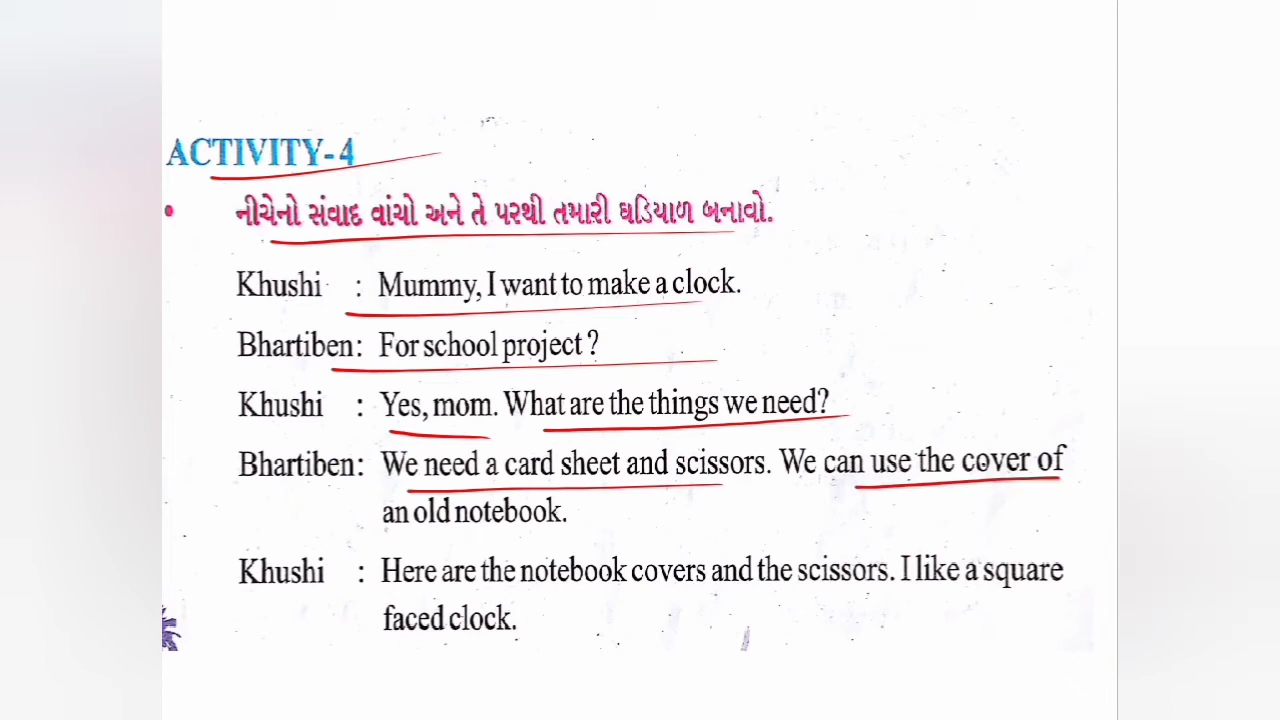 ACTIVITY-4
• નીચેનો સંવાદ વાંચો અને તે પરથી તમારી ઘડિયાળ બનાવો.
Khushi : Mummy, I want to make a clock.
Bhartiben: For school project ?
Khushi : Yes, mom. What are the things we need?
Bhartiben: We need a card sheet and scissors. We can use the cover of
an old notebook.
Khushi : Here are the notebook covers and the scissors. I like a square
faced clock.